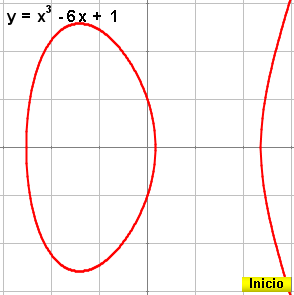 y = x³ - 6x + 1
Inicio